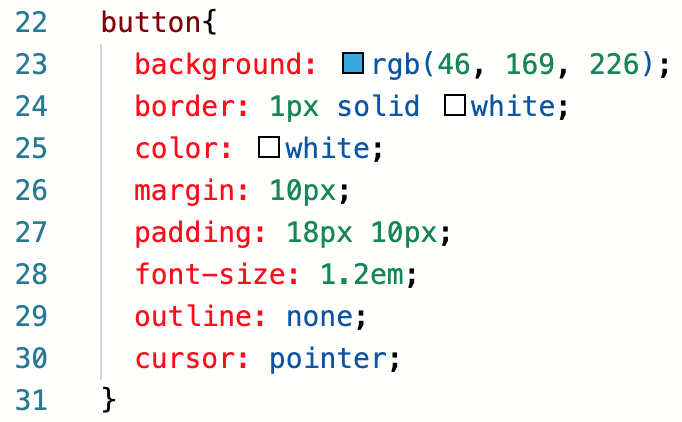 22 button{
23 background: rgb(46, 169, 226);
24 border: 1px solid white;
25 color: white;
26 margin: 10px;
27 padding: 18px 10px;
28 font-size: 1.2em;
29 outline: none;
30 cursor: pointer;
31 }